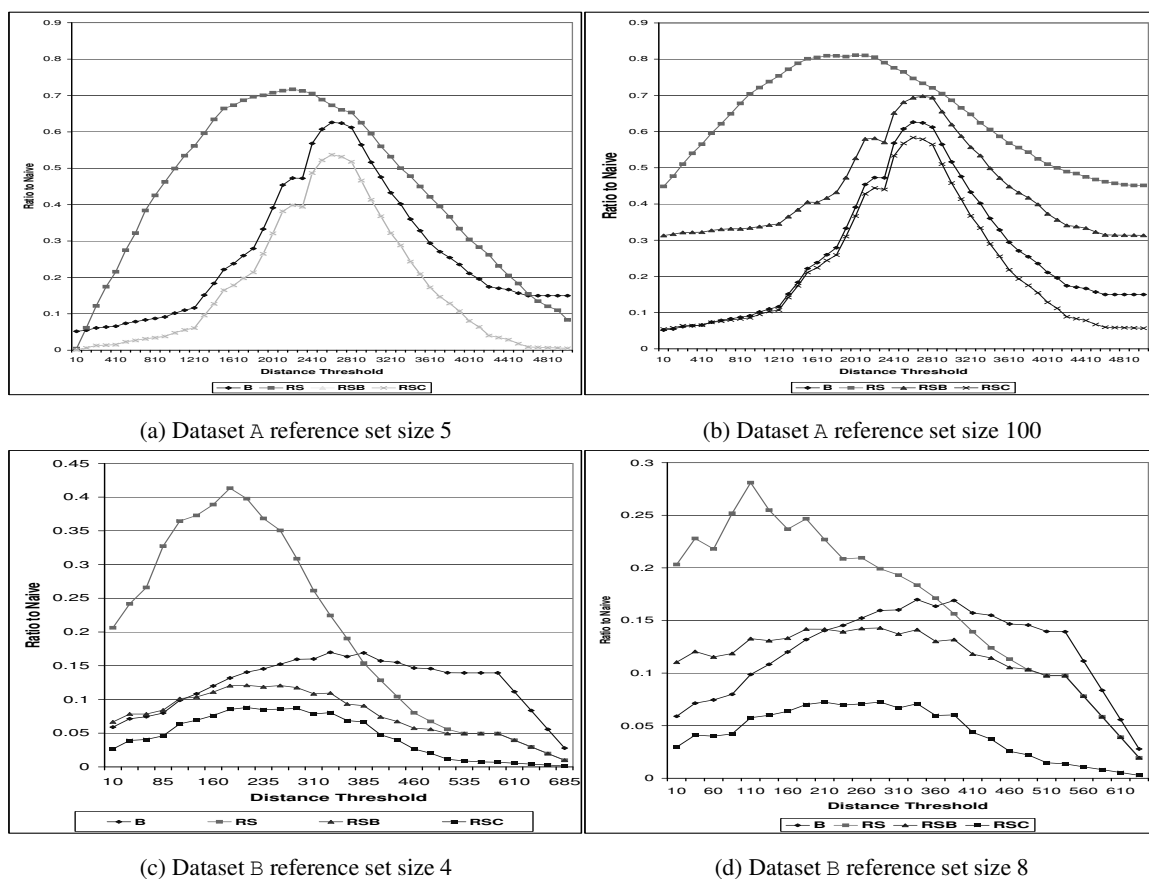 0.9
0.8
0.7
0.6
0.5
0.4
0.3
0.2
0.1
0
Ratio to Naive
10 410 810 1210 1610 2010 2410 2810 3210 3610 4010 4410 4810
Distance Threshold
B RS RSB RSC
(a) Dataset A reference set size 5
0.9
0.8
0.7
0.6
0.5
0.4
0.3
0.2
0.1
0
Ratio to Naive
10 410 810 1210 1610 2010 2410 2810 3210 3610 4010 4410 4810
Distance Threshold
B RS RSB RSC
(b) Dataset A reference set size 100
0.45
0.4
0.35
0.3
0.25
0.2
0.15
0.1
0.05
0
Ratio to Naive
10 85 160 235 310 385 460 535 610 685
Distance Threshold
B RS RSB RSC
(c) Dataset B reference set size 4
0.3
0.25
0.2
0.15
0.1
0.05
0
Ratio to Naive
10 60 110 160 210 260 310 360 410 460 510 560 610
Distance Threshold
B RS RSB RSC
(d) Dataset B reference set size 8